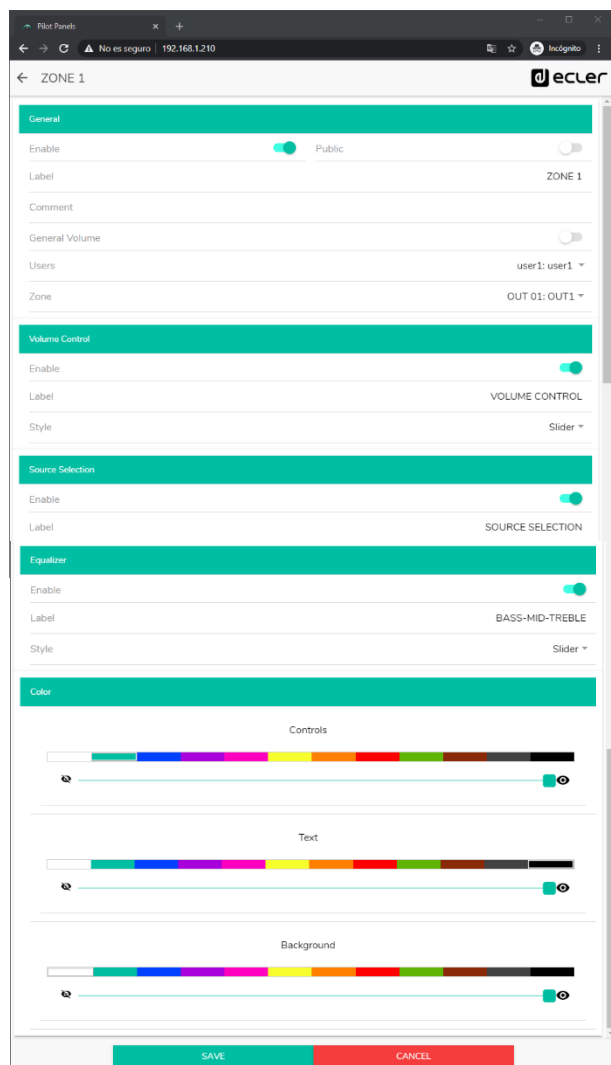 Pilot Panels
No es seguro | 192.168.1.210
Incógnito
ZONE 1
ecler
General
Enable
Public
Label ZONE 1
Comment
General Volume
Users user1: user1
Zone OUT 01: OUT1
Volume Control
Enable
Label VOLUME CONTROL
Style Slider
Source Selection
Enable
Label SOURCE SELECTION
Equalizer
Enable
Label BASS-MID-TREBLE
Style Slider
Color
Controls
Text
Background
SAVE CANCEL